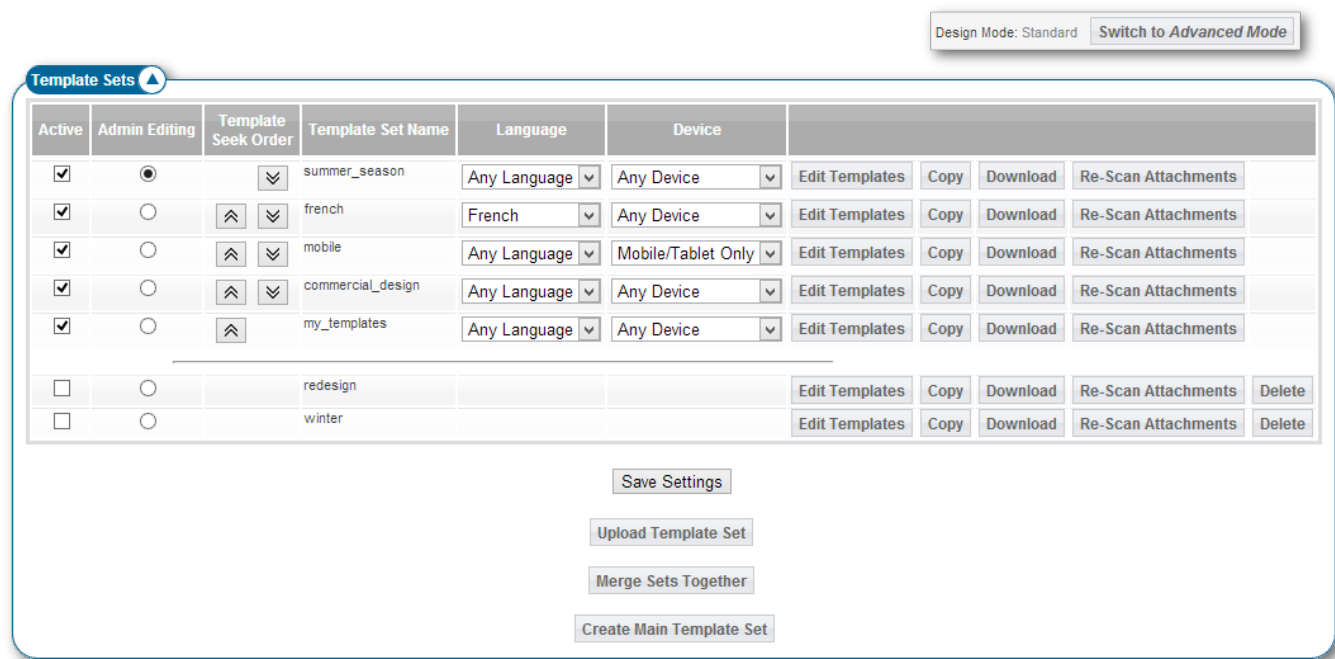 Design Mode: Standard Switch to Advanced Mode
Template Sets
Active Admin Editing Template Seek Order Template Set Name Language Device
summer_season Any Language Any Device Edit Templates Copy Download Re-Scan Attachments
french French Any Device Edit Templates Copy Download Re-Scan Attachments
mobile Any Language Mobile/Tablet Only Edit Templates Copy Download Re-Scan Attachments
commercial_design Any Language Any Device Edit Templates Copy Download Re-Scan Attachments
my_templates Any Language Any Device Edit Templates Copy Download Re-Scan Attachments
redesign Edit Templates Copy Download Re-Scan Attachments Delete
winter Edit Templates Copy Download Re-Scan Attachments Delete
Save Settings
Upload Template Set
Merge Sets Together
Create Main Template Set